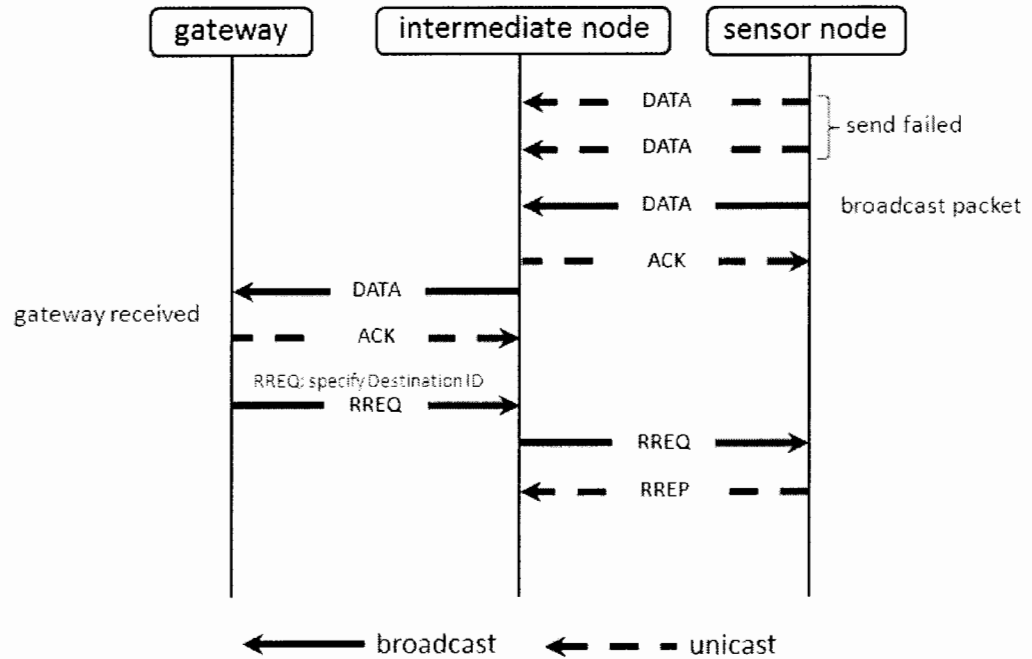 gateway
intermediate node
sensor node
DATA
send failed
DATA
DATA
broadcast packet
ACK
DATA
gateway received
ACK
RREQ: specify Destination ID
RREQ
RREQ
RREP
broadcast
unicast